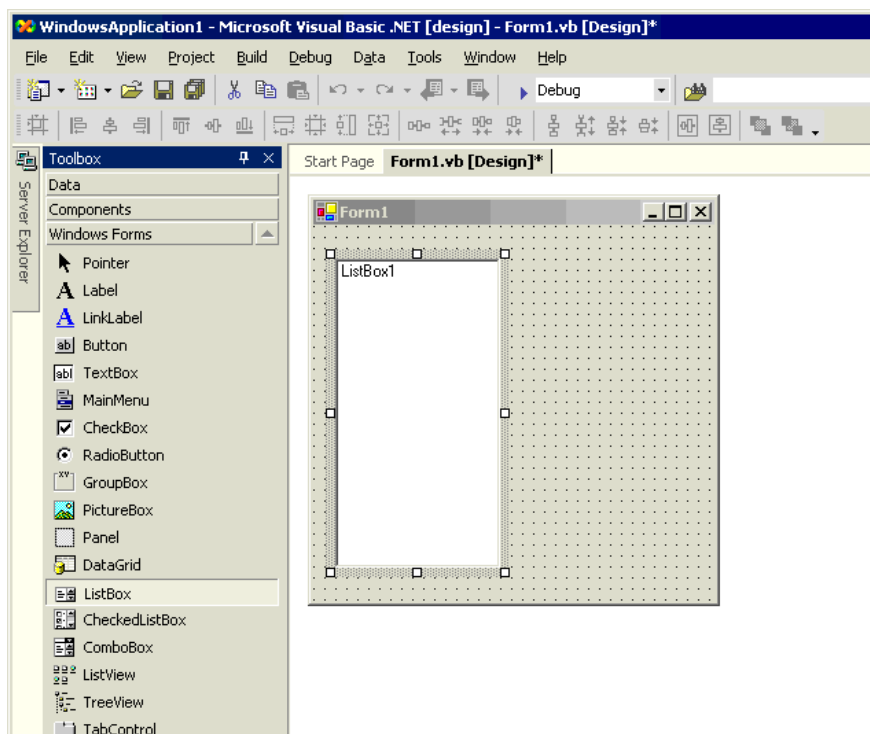 WindowsApplication1 - Microsoft Visual Basic .NET [design] - Form1.vb [Design]*
File Edit View Project Build Debug Data Tools Window Help
Debug
Toolbox
Start Page Form1.vb [Design]*
Server Explorer
Data
Components
Windows Forms
Pointer
Label
LinkLabel
Button
TextBox
MainMenu
CheckBox
RadioButton
GroupBox
PictureBox
Panel
DataGrid
ListBox
CheckedListBox
ComboBox
ListView
TreeView
TabControl
Form1
ListBox1